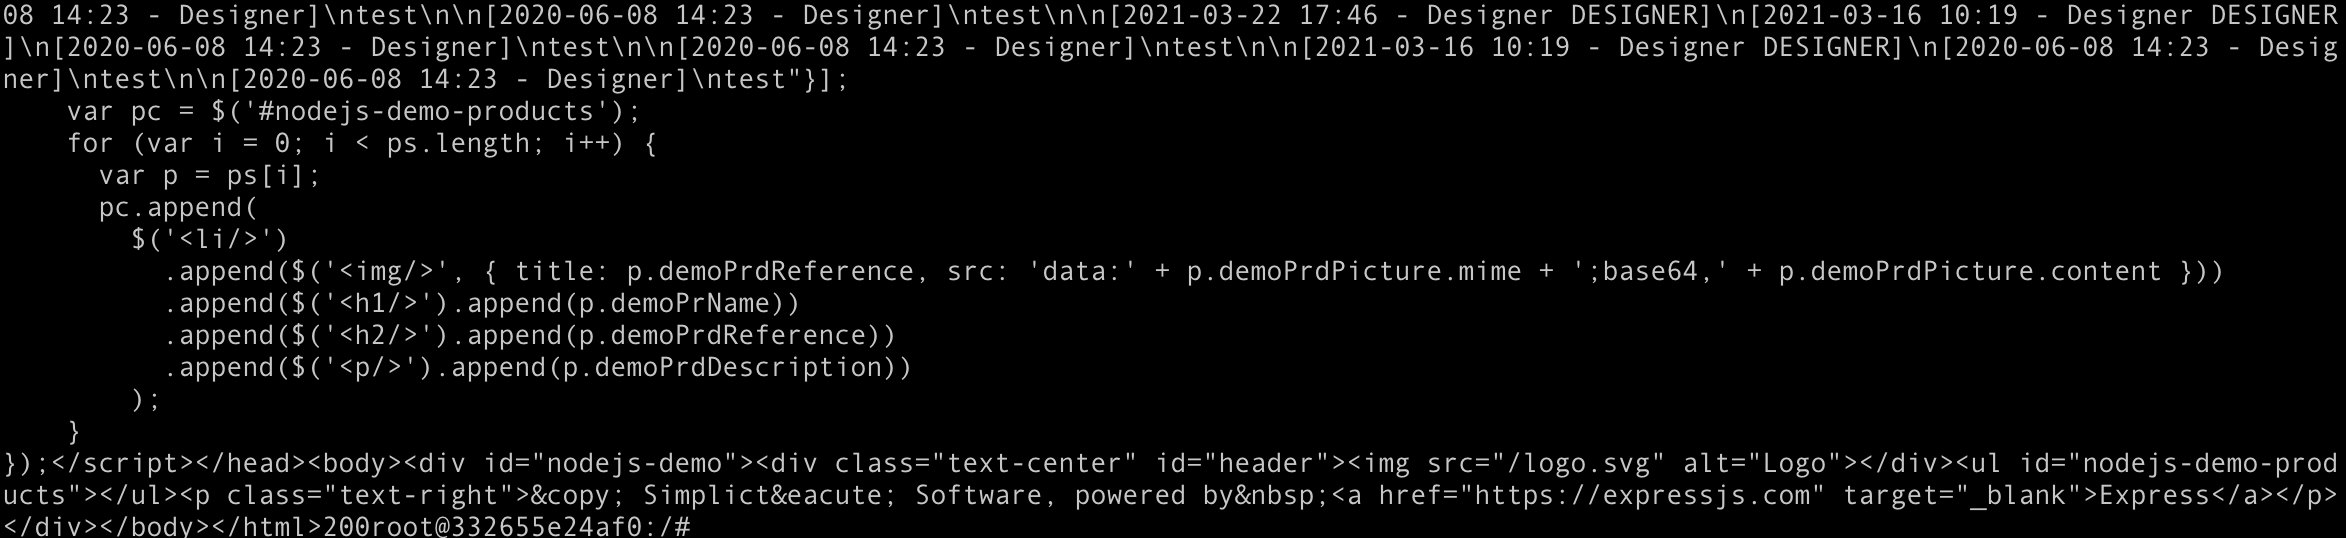 08 14:23 - Designer]\ntest\n\n[2020-06-08 14:23 - Designer]\ntest\n\n[2021-03-22 17:46 - Designer DESIGNER]\n[2021-03-16 10:19 - Designer DESIGNER
]\n[2020-06-08 14:23 - Designer]\ntest\n\n[2020-06-08 14:23 - Designer]\ntest\n\n[2021-03-16 10:19 - Designer DESIGNER]\n[2020-06-08 14:23 - Desig
ner]\ntest\n\n[2020-06-08 14:23 - Designer]\ntest"}];
    var pc = $('#nodejs-demo-products');
    for (var i = 0; i < ps.length; i++) {
      var p = ps[i];
      pc.append(
        $('<li/>')
          .append($('<img/>', { title: p.demoPrdReference, src: 'data:' + p.demoPrdPicture.mime + ';base64,' + p.demoPrdPicture.content }))
          .append($('<h1/>').append(p.demoPrName))
          .append($('<h2/>').append(p.demoPrdReference))
          .append($('<p/>').append(p.demoPrdDescription))
        );
    }
});</script></head><body><div id="nodejs-demo"><div class="text-center" id="header"><img src="/logo.svg" alt="Logo"></div><ul id="nodejs-demo-prod
ucts"></ul><p class="text-right">&copy; Simplict&eacute; Software, powered by&nbsp;<a href="https://expressjs.com" target="_blank">Express</a></p>
</div></body></html>200root@332655e24af0:/#